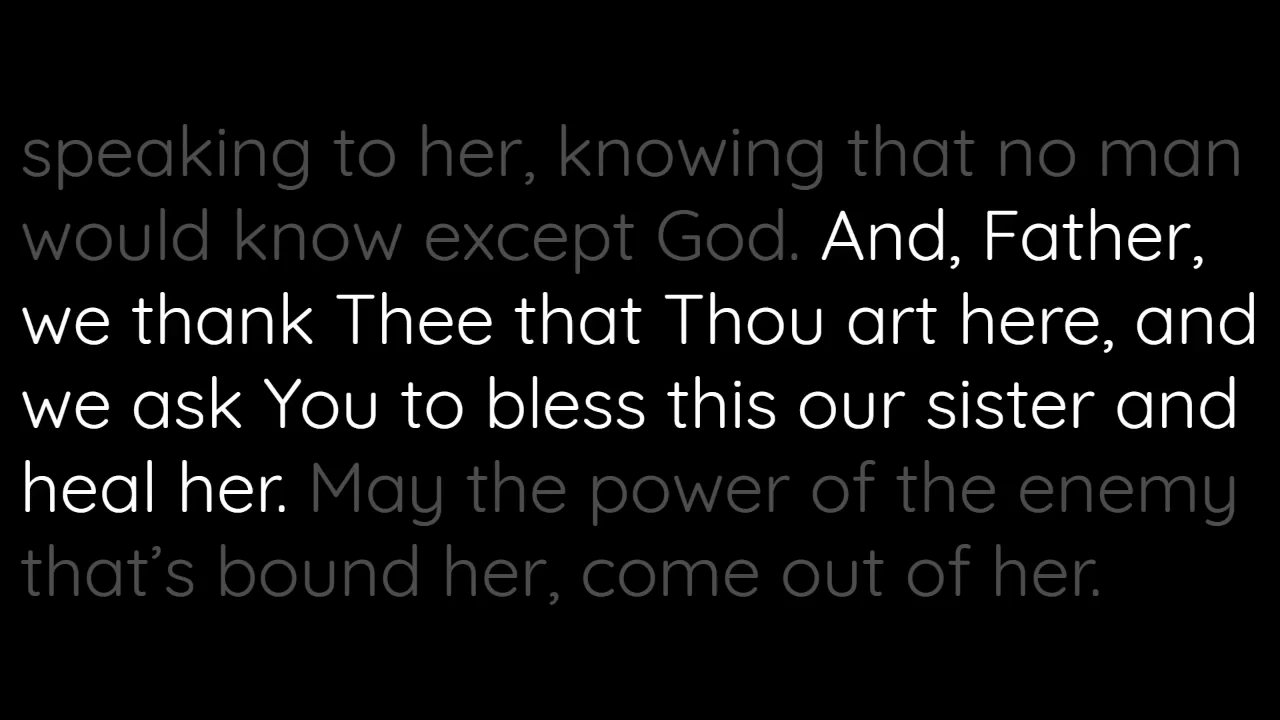 speaking to her, knowing that no man
would know except God. And, Father,
we thank Thee that Thou art here, and
we ask You to bless this our sister and
heal her. May the power of the enemy
that’s bound her, come out of her.